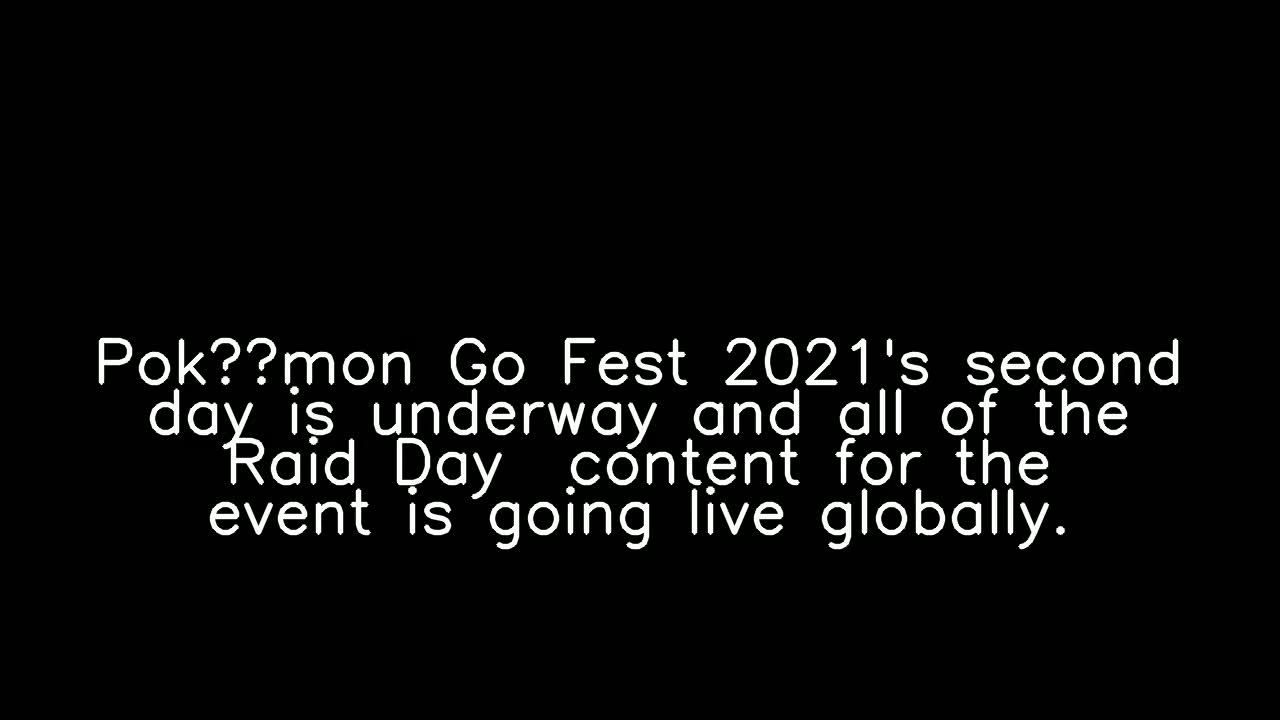 Pok??mon Go Fest 2021's second
day is underway and all of the
Raid Day  content for the
event is going live globally.